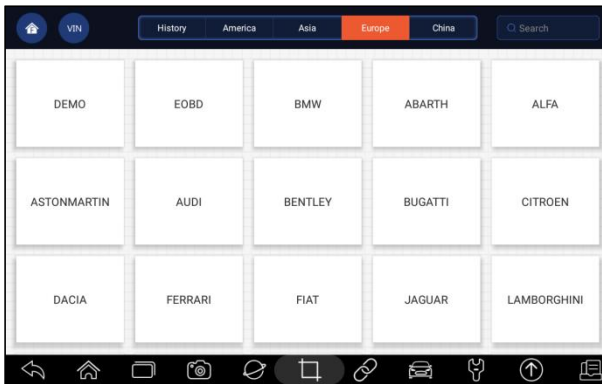 VIN History America Asia Europe China Search
DEMO EOBD BMW ABARTH ALFA
ASTONMARTIN AUDI BENTLEY BUGATTI CITROEN
DACIA FERRARI FIAT JAGUAR LAMBORGHINI